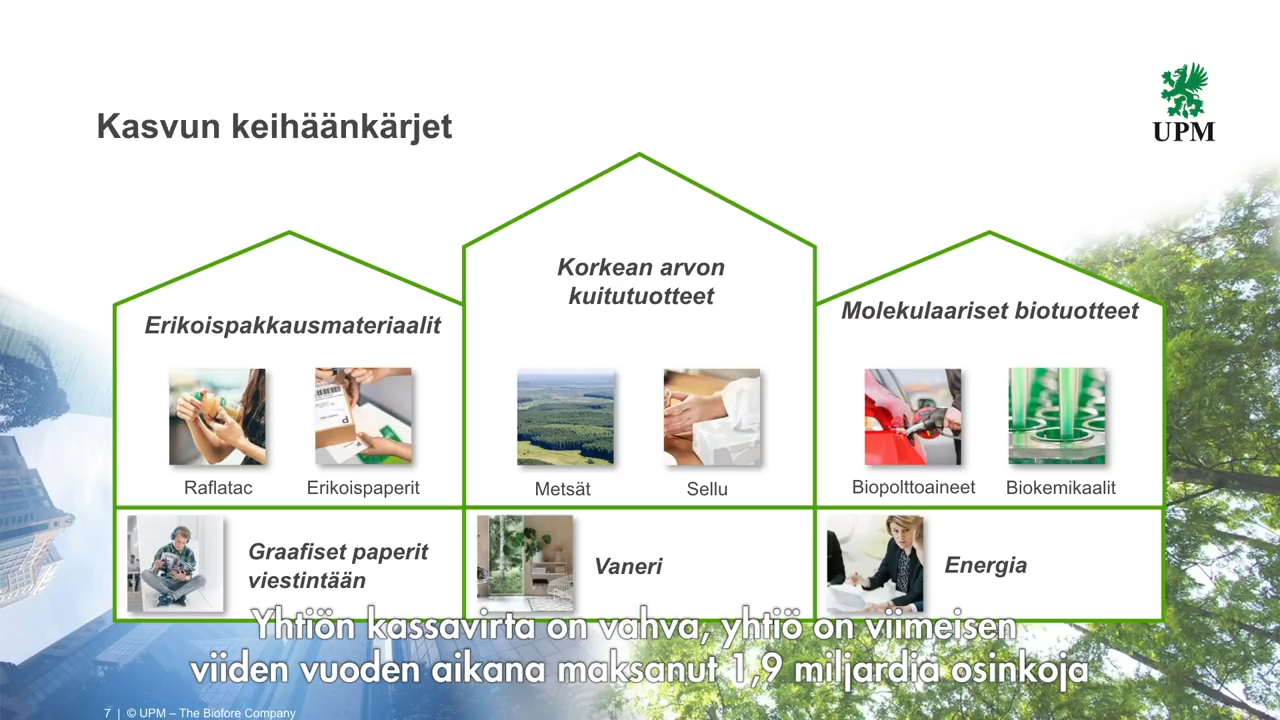 UPM
Kasvun keihäänkärjet
Erikoispakkausmateriaalit
Raflatac
Erikoispaperit
Korkean arvon
kuitutuotteet
Metsät
Sellu
Molekulaariset biotuotteet
Biopolttoaineet
Biokemikaalit
Graafiset paperit
viestintään
Vaneri
Energia
Yhtiön kassavirta on vahva, yhtiö on viimeisen
viiden vuoden aikana maksanut 1,9 miljardia osinkoja
7 | © UPM – The Biofore Company